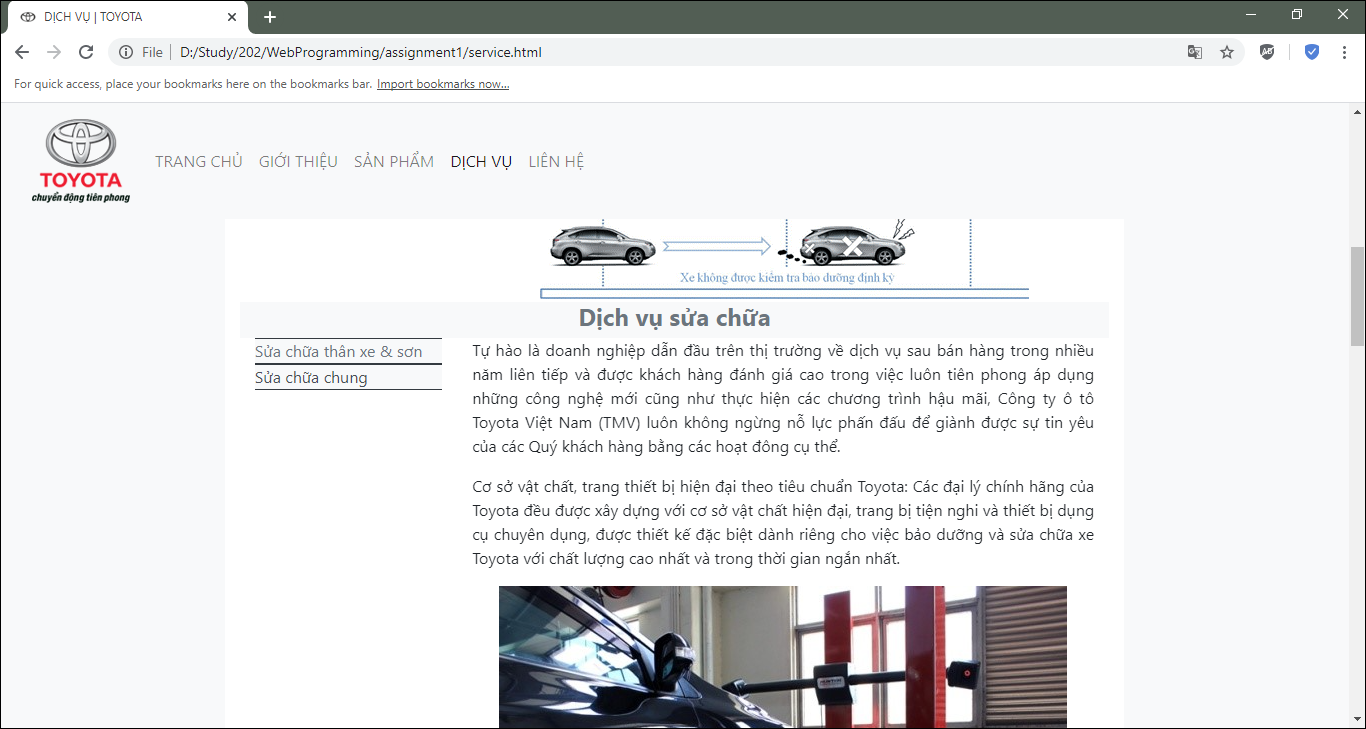 DỊCH VỤ | TOYOTA
File D:/Study/202/WebProgramming/assignment1/service.html
For quick access, place your bookmarks here on the bookmarks bar. Import bookmarks now...
TOYOTA
chuyển động tiên phong
TRANG CHỦ GIỚI THIỆU SẢN PHẨM DỊCH VỤ LIÊN HỆ
Xe không được kiểm tra bảo dưỡng định kỳ
Dịch vụ sửa chữa
Sửa chữa thân xe & sơn
Sửa chữa chung
Tự hào là doanh nghiệp dẫn đầu trên thị trường về dịch vụ sau bán hàng trong nhiều
năm liên tiếp và được khách hàng đánh giá cao trong việc luôn tiên phong áp dụng
những công nghệ mới cũng như thực hiện các chương trình hậu mãi, Công ty ô tô
Toyota Việt Nam (TMV) luôn không ngừng nỗ lực phấn đấu để giành được sự tin yêu
của các Quý khách hàng bằng các hoạt đông cụ thể.
Cơ sở vật chất, trang thiết bị hiện đại theo tiêu chuẩn Toyota: Các đại lý chính hãng của
Toyota đều được xây dựng với cơ sở vật chất hiện đại, trang bị tiện nghi và thiết bị dụng
cụ chuyên dụng, được thiết kế đặc biệt dành riêng cho việc bảo dưỡng và sửa chữa xe
Toyota với chất lượng cao nhất và trong thời gian ngắn nhất.